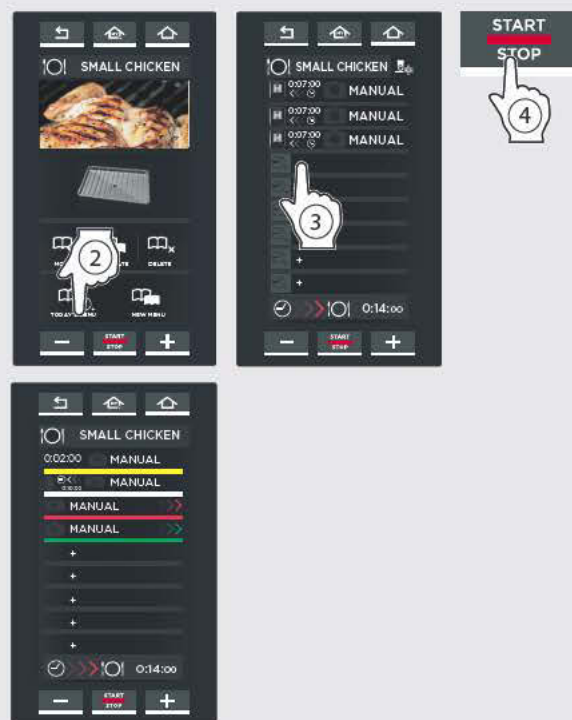 SMALL CHICKEN
2
DELETE
NEW MENU
START
STOP
SMALL CHICKEN
0:07:00 MANUAL
0:07:00 MANUAL
0:07:00 MANUAL
3
+
+
0:14:00
START
STOP
START
STOP
4
SMALL CHICKEN
0:02:00 MANUAL
MANUAL
MANUAL
MANUAL
+
+
+
+
+
0:14:00
START
STOP